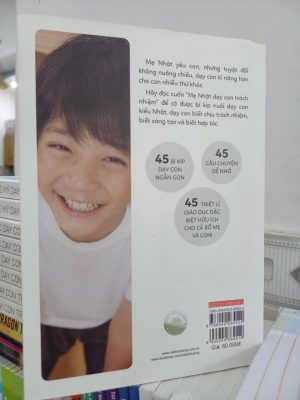 Mẹ Nhật yêu con, nhưng tuyệt đối
không nuông chiều, dạy con kĩ năng hơn
cho con nhiều thứ khác.
Hãy đọc cuốn "Mẹ Nhật dạy con trách
nhiệm" để có được bí kíp nuôi dạy con
kiểu Nhật, dạy con biết chịu trách nhiệm,
biết sáng tạo và biết hợp tác.
45 BÍ KÍP
DẠY CON
NGẮN GỌN
45
CÂU CHUYỆN
DỄ NHỚ
45 TRIẾT LÍ
GIÁO DỤC ĐẶC
BIỆT HỮU ÍCH
CHO CẢ BỐ MẸ
VÀ CON!
Giá: 60.000đ
DRAGON